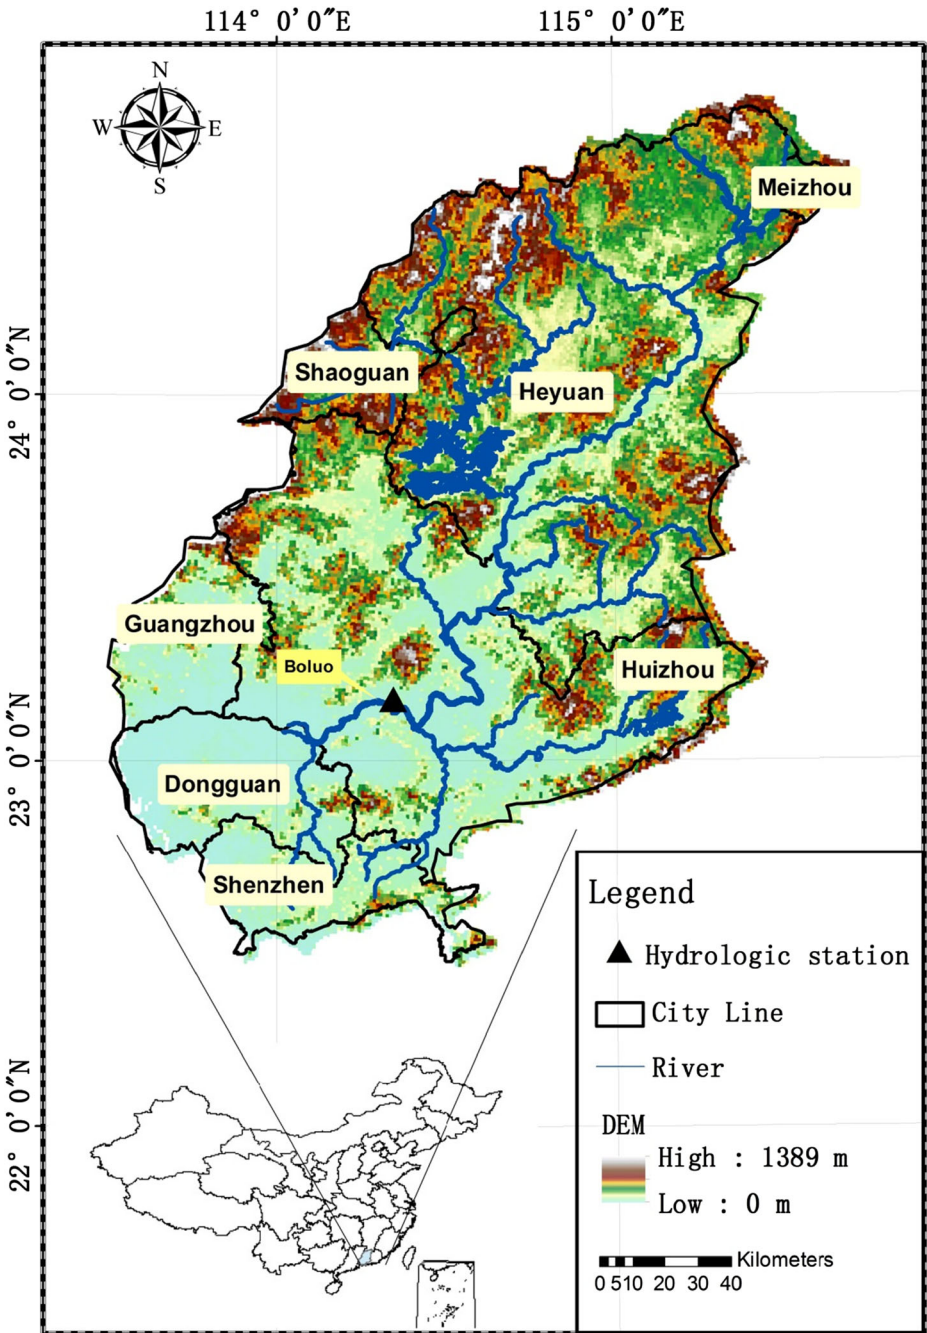 114° 0′0″E
115° 0′0″E
N
W
E
S
Meizhou
24° 0′0″N
Shaoguan
Heyuan
Guangzhou
Boluo
Huizhou
23° 0′0″N
Dongguan
Shenzhen
Legend
Hydrologic station
City Line
River
22° 0′0″N
DEM
High : 1389 m
Low : 0 m
Kilometers
0 5 10 20 30 40